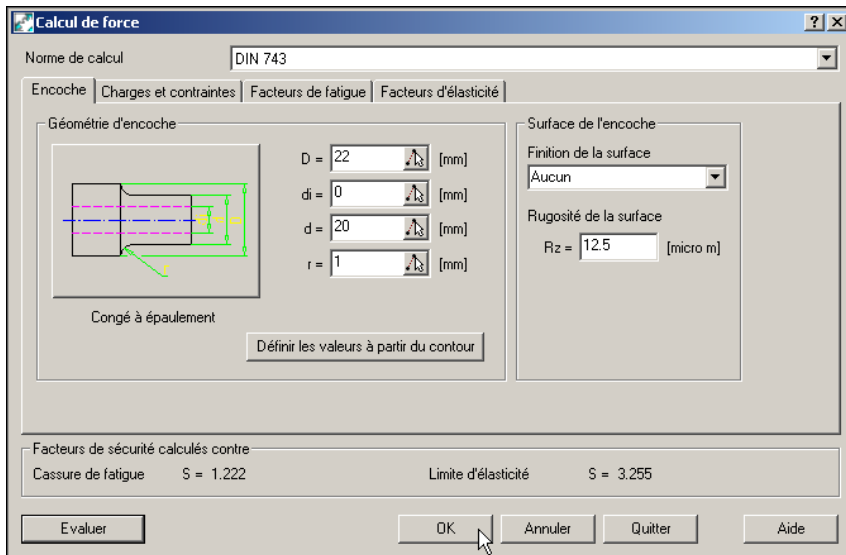 Calcul de force
Norme de calcul DIN 743
Encoche Charges et contraintes Facteurs de fatigue Facteurs d'élasticité
Géométrie d'encoche
D = 22 [mm]
di = 0 [mm]
d = 20 [mm]
r = 1 [mm]
Congé à épaulement
Définir les valeurs à partir du contour
Surface de l'encoche
Finition de la surface
Aucun
Rugosité de la surface
Rz = 12.5 [micro m]
Facteurs de sécurité calculés contre
Cassure de fatigue S = 1.222 Limite d'élasticité S = 3.255
Evaluer OK Annuler Quitter Aide